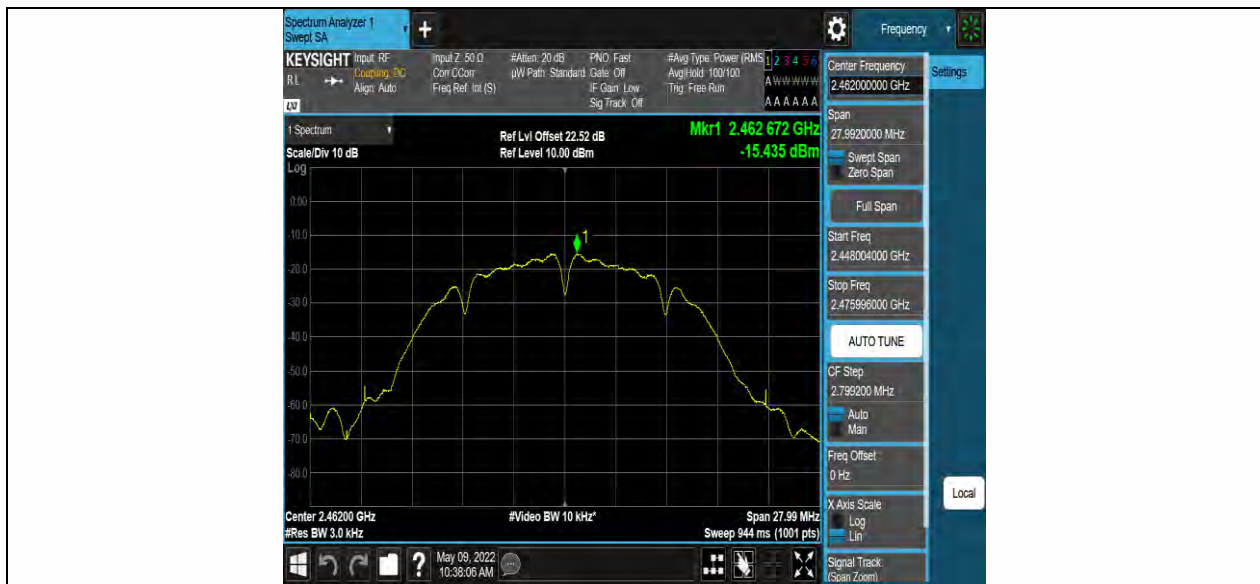 Spectrum Analyzer 1
Swept SA
+
Frequency
KEYSIGHT
RL
LXI
Input: RF
Coupling: DC
Align: Auto
Input Z: 50 Ω
Corr CCorr
Freq Ref: Int (S)
#Atten: 20 dB
µW Path: Standard
PNO: Fast
Gate: Off
IF Gain: Low
Sig Track: Off
#Avg Type: Power (RMS
Avg|Hold: 100/100
Trig: Free Run
1 2 3 4 5 6
A W W W W W
A A A A A A
1 Spectrum
Scale/Div 10 dB
Ref Lvl Offset 22.52 dB
Ref Level 10.00 dBm
Mkr1 2.462 672 GHz
-15.435 dBm
Log
0.00
-10.0
-20.0
-30.0
-40.0
-50.0
-60.0
-70.0
-80.0
1
Center 2.46200 GHz
#Res BW 3.0 kHz
#Video BW 10 kHz*
Span 27.99 MHz
Sweep 944 ms (1001 pts)
May 09, 2022
10:38:06 AM
Center Frequency
2.462000000 GHz
Settings
Span
27.9920000 MHz
Swept Span
Zero Span
Full Span
Start Freq
2.448004000 GHz
Stop Freq
2.475996000 GHz
AUTO TUNE
CF Step
2.799200 MHz
Auto
Man
Freq Offset
0 Hz
X Axis Scale
Log
Lin
Signal Track
(Span Zoom)
Local